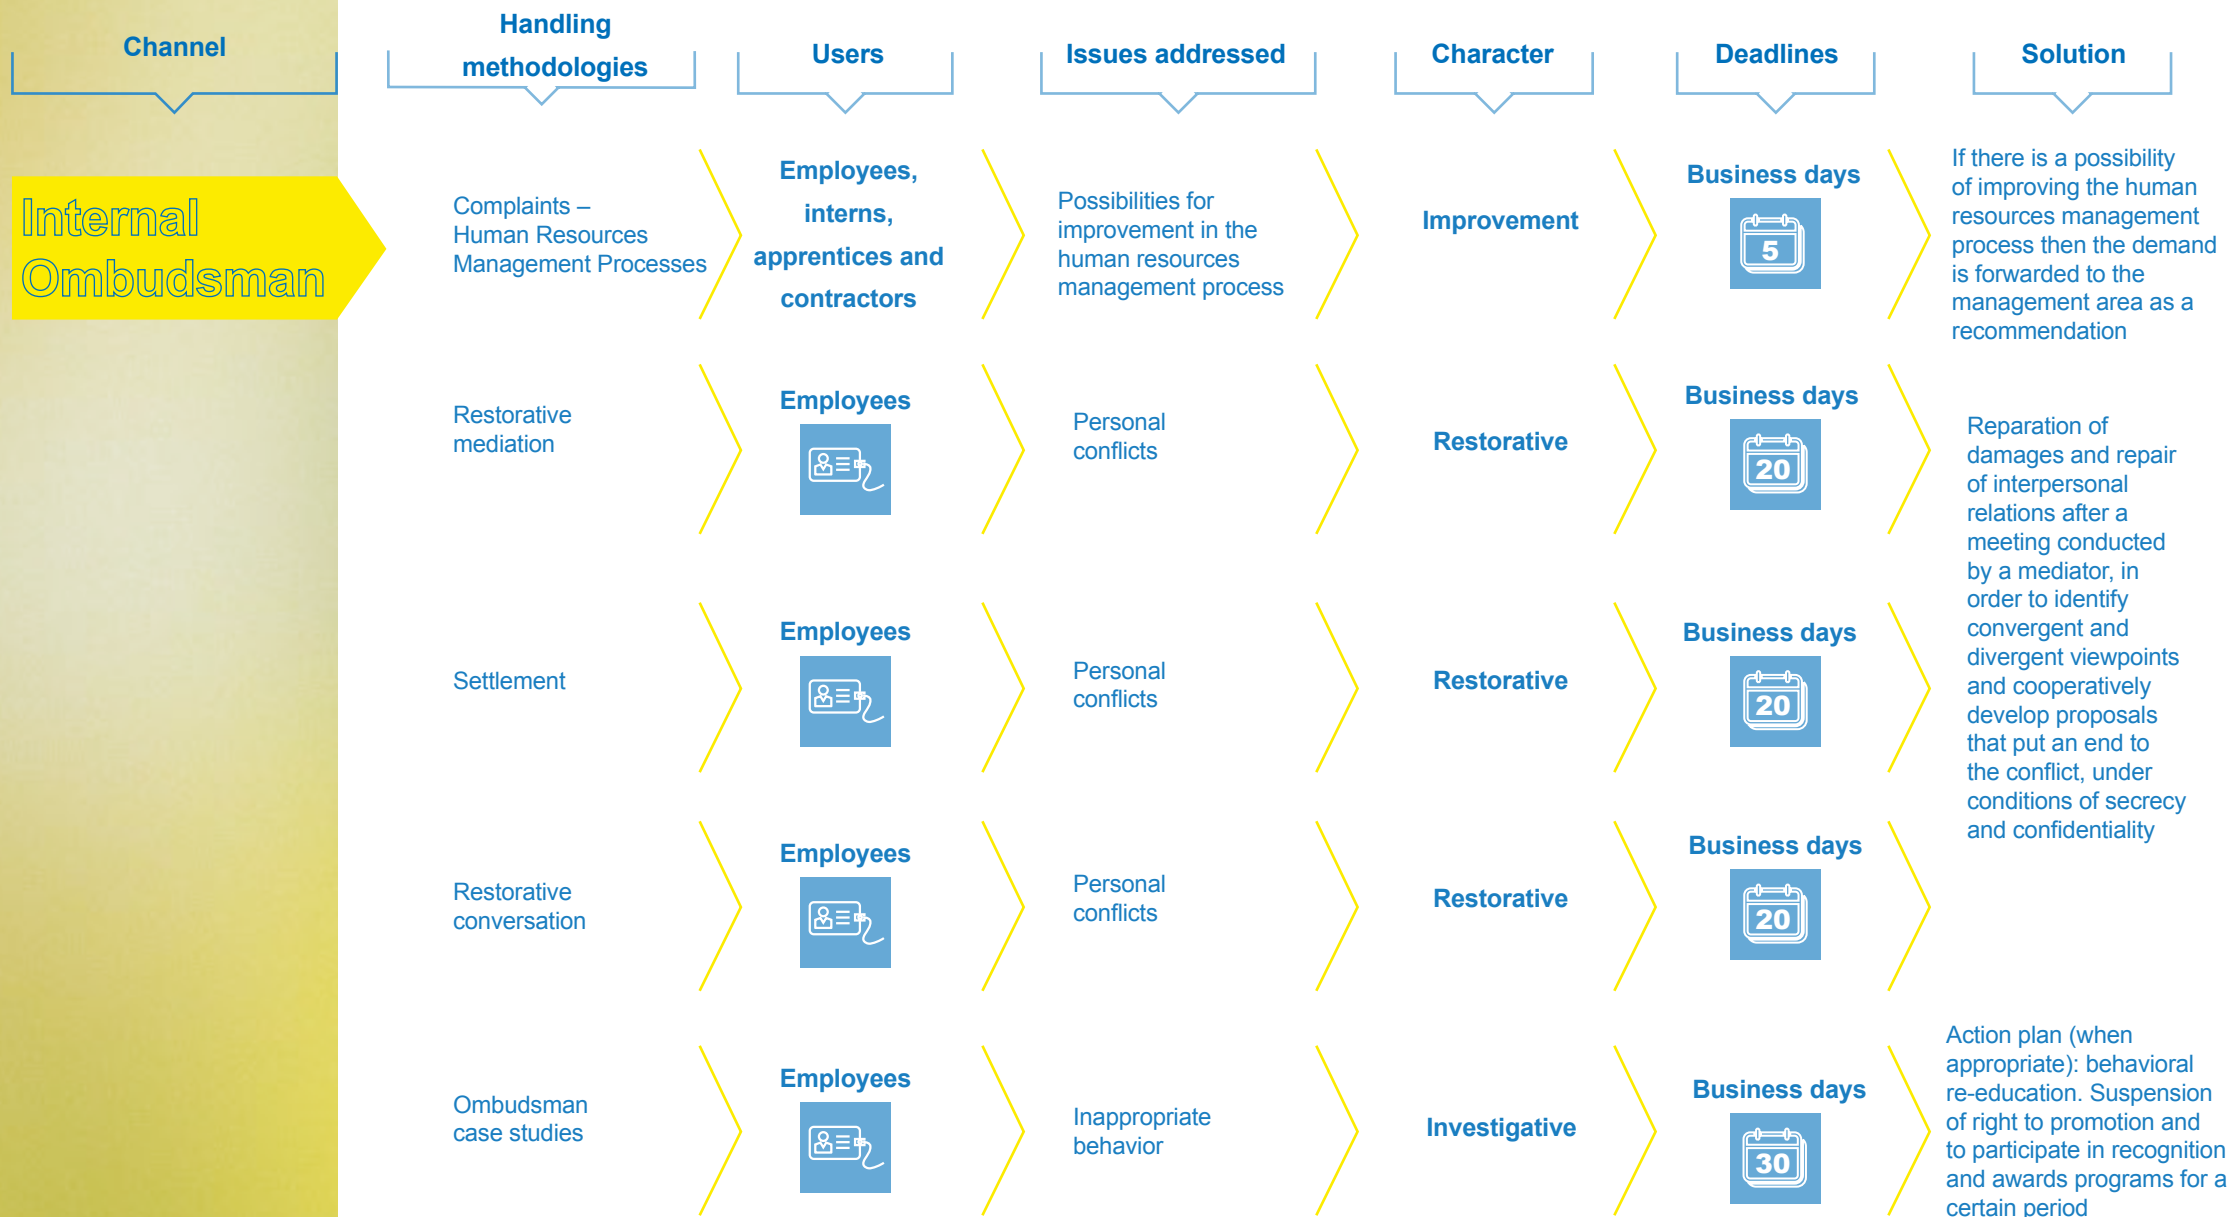 Channel
Handling
methodologies
Users
Issues addressed
Character
Deadlines
Solution
Internal
Ombudsman
Complaints –
Human Resources
Management Processes
Employees,
interns,
apprentices and
contractors
Possibilities for
improvement in the
human resources
management process
Improvement
Business days
5
If there is a possibility
of improving the human
resources management
process then the demand
is forwarded to the
management area as a
recommendation
Restorative
mediation
Employees
Personal
conflicts
Restorative
Business days
20
Reparation of
damages and repair
of interpersonal
relations after a
meeting conducted
by a mediator, in
order to identify
convergent and
divergent viewpoints
and cooperatively
develop proposals
that put an end to
the conflict, under
conditions of secrecy
and confidentiality
Settlement
Employees
Personal
conflicts
Restorative
Business days
20
Restorative
conversation
Employees
Personal
conflicts
Restorative
Business days
20
Ombudsman
case studies
Employees
Inappropriate
behavior
Investigative
Business days
30
Action plan (when
appropriate): behavioral
re-education. Suspension
of right to promotion and
to participate in recognition
and awards programs for a
certain period